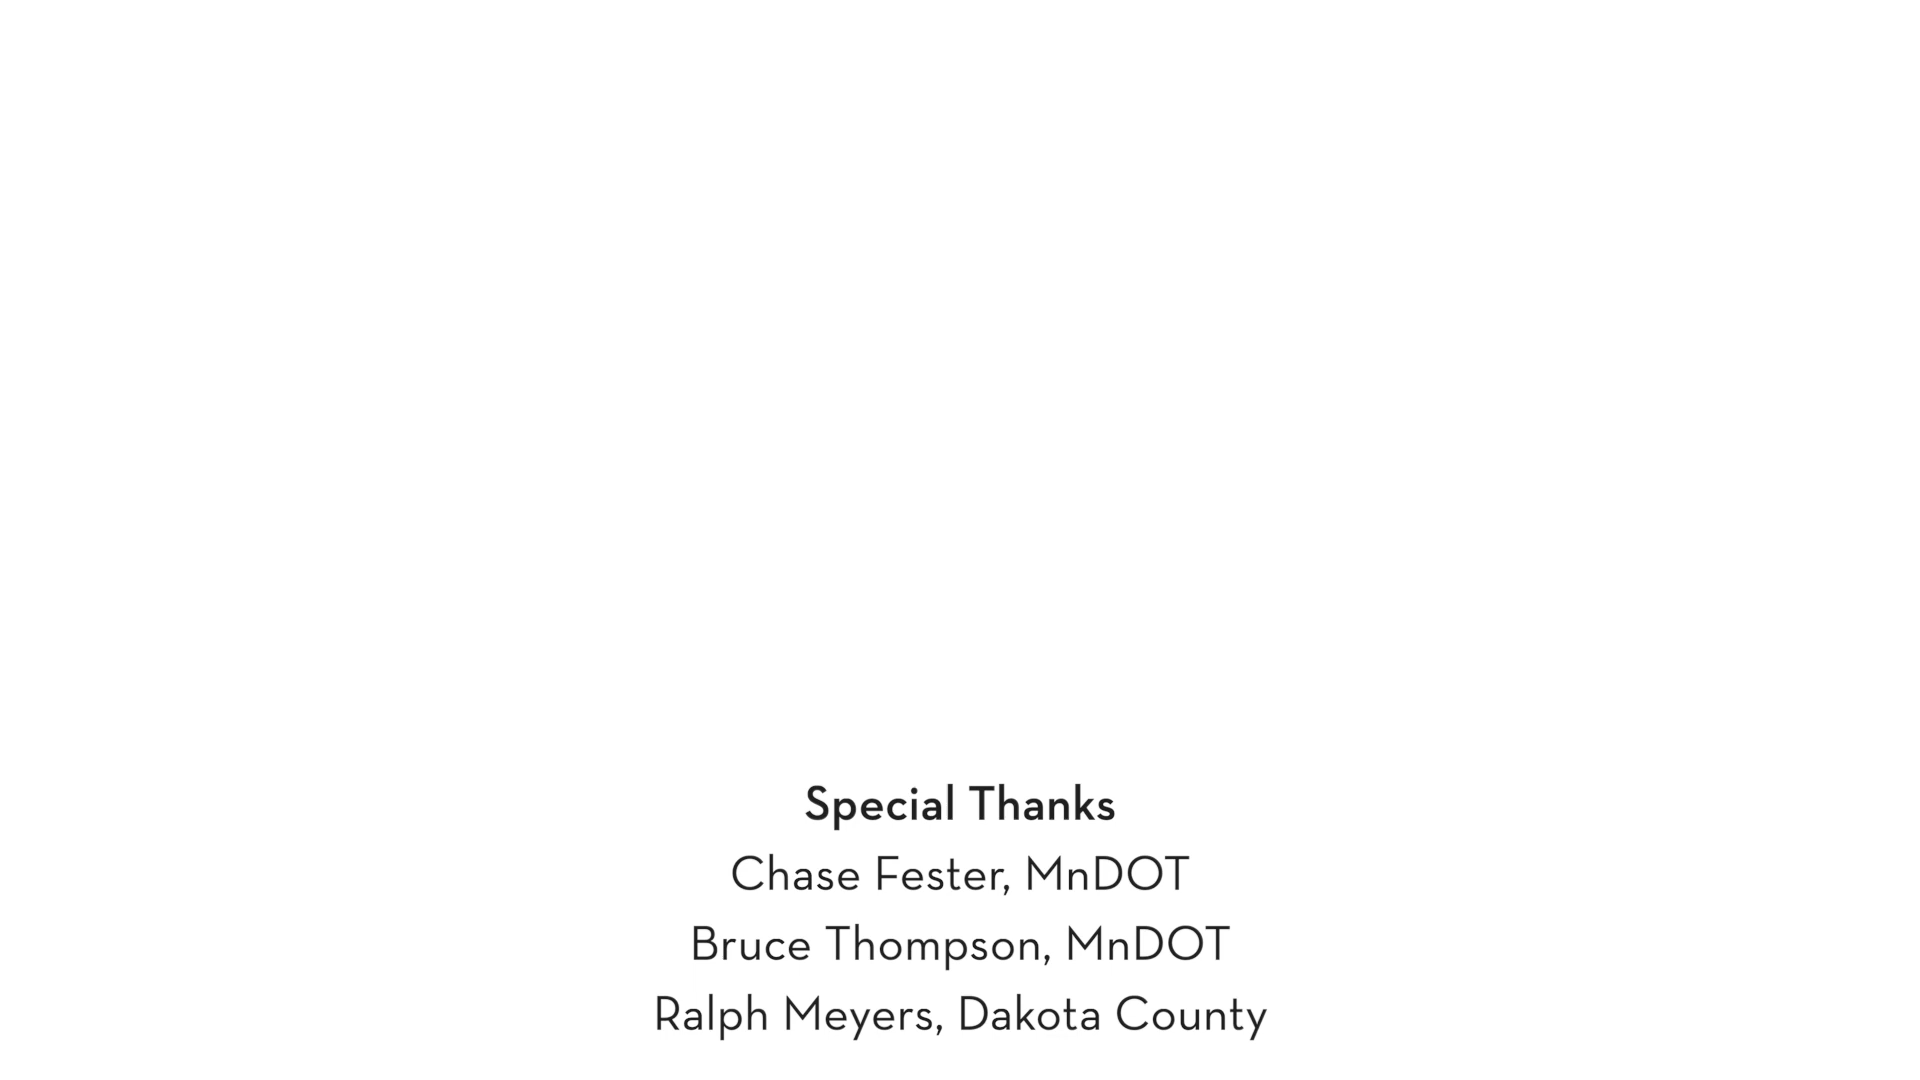 Special Thanks
Chase Fester, MnDOT
Bruce Thompson, MnDOT
Ralph Meyers, Dakota County